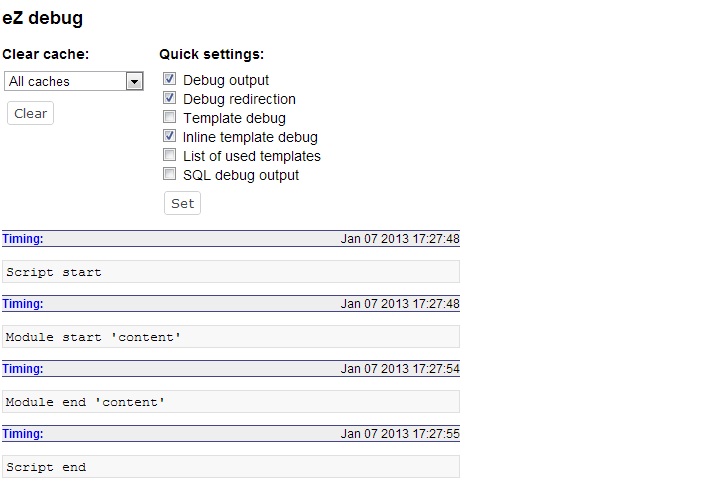 eZ debug
Clear cache:
All caches
Clear
Quick settings:
Debug output
Debug redirection
Template debug
Inline template debug
List of used templates
SQL debug output
Set
Timing: Jan 07 2013 17:27:48
Script start
Timing: Jan 07 2013 17:27:48
Module start 'content'
Timing: Jan 07 2013 17:27:54
Module end 'content'
Timing: Jan 07 2013 17:27:55
Script end